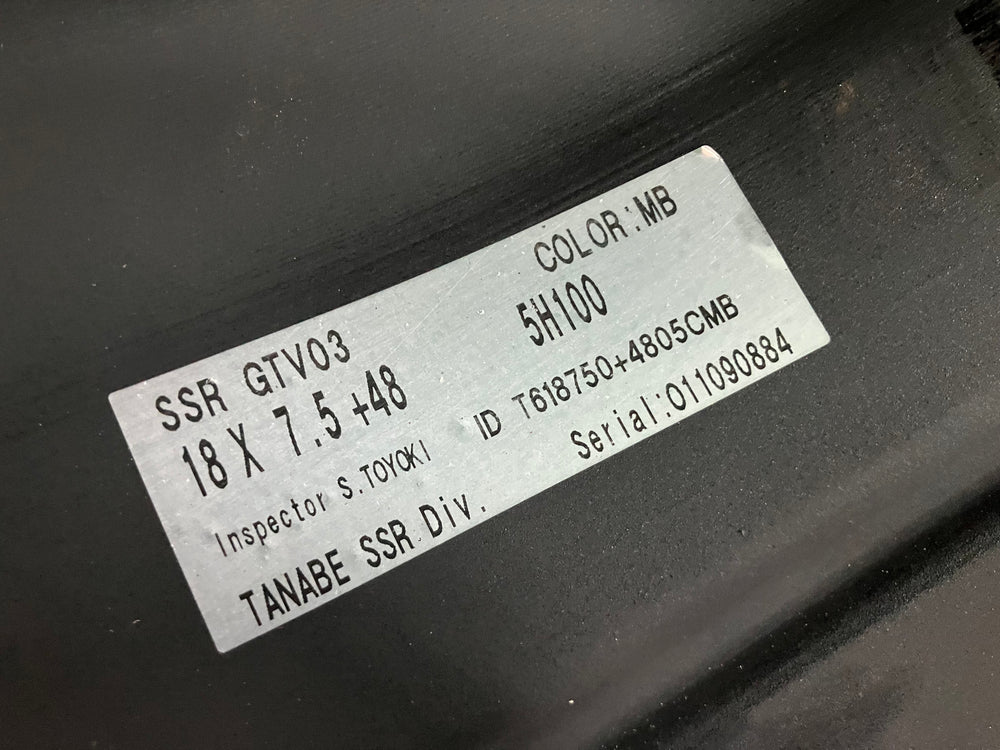 SSR GTV03 COLOR:MB
18 X 7.5 +48 5H100
Inspector S.TOYOKI ID T618750+4805CMB
TANABE SSR Div. Serial:011090884